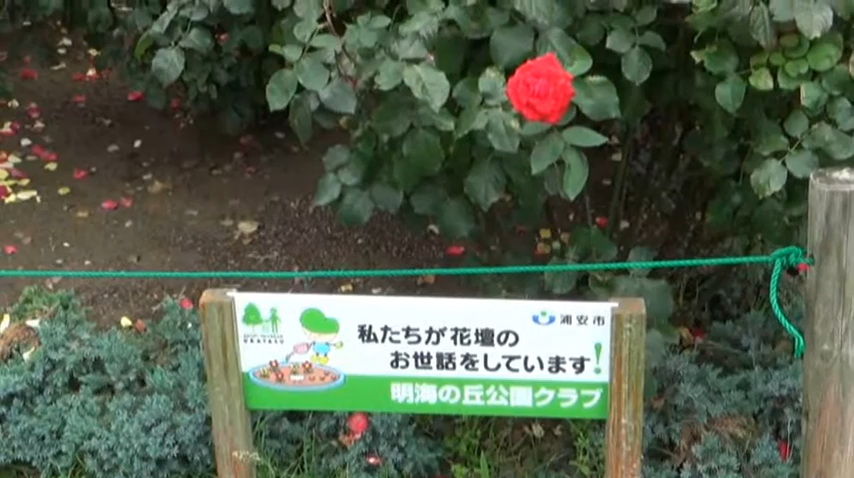 浦安市
私たちが花壇の
お世話をしています!
明海の丘公園クラブ